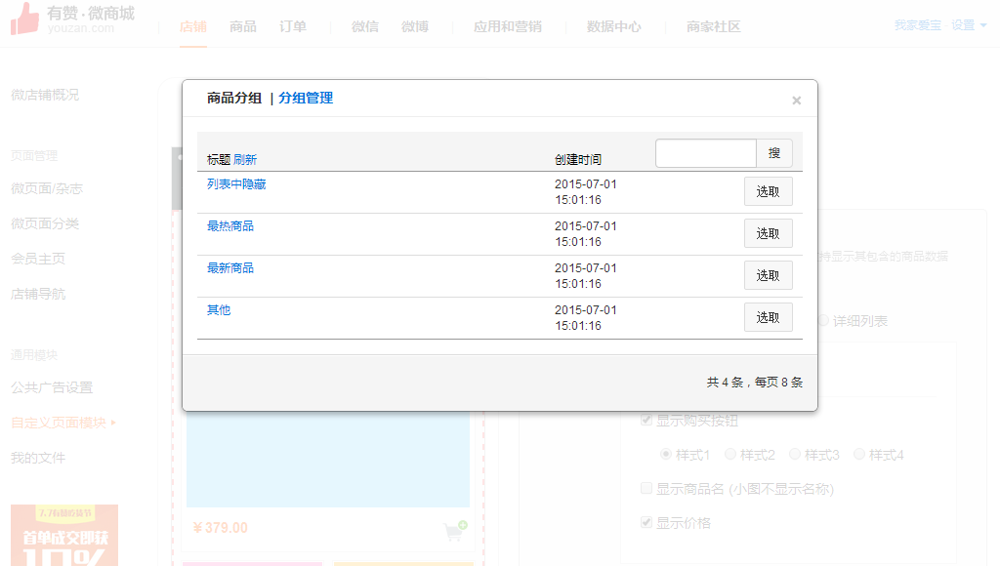 有赞·微商城
youzan.com
店铺 商品 订单 微信 微博 应用和营销 数据中心 商家社区
我家爱宝 - 设置
微店铺概况
页面管理
微页面/杂志
微页面分类
会员主页
店铺导航
通用模块
公共广告设置
自定义页面模块
我的文件
首单成交即获
10%
商品分组 | 分组管理
×
标题 刷新 创建时间 搜
列表中隐藏 2015-07-01 15:01:16 选取
最热商品 2015-07-01 15:01:16 选取
最新商品 2015-07-01 15:01:16 选取
其他 2015-07-01 15:01:16 选取
共 4 条，每页 8 条
持显示其包含的商品数据
详细列表
显示购买按钮
样式1 样式2 样式3 样式4
显示商品名 (小图不显示名称)
显示价格
￥379.00